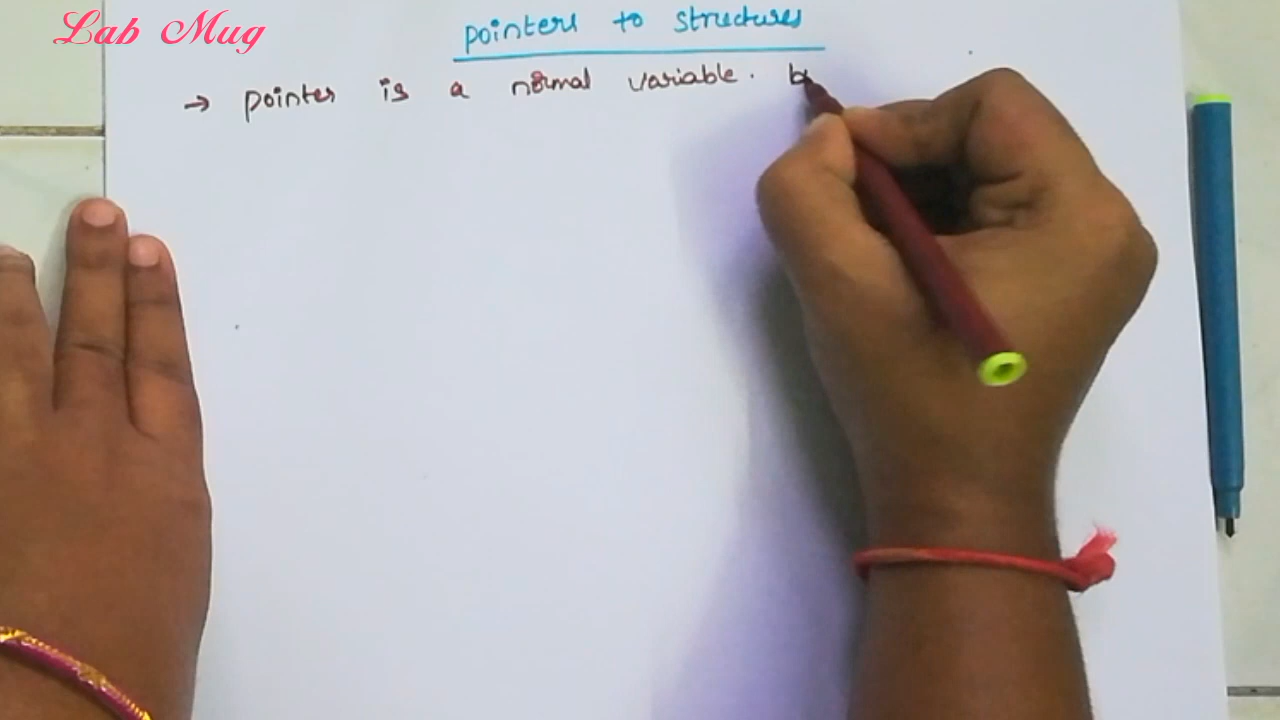 Lab Mug
pointers to structures
→ pointer is a normal variable. b